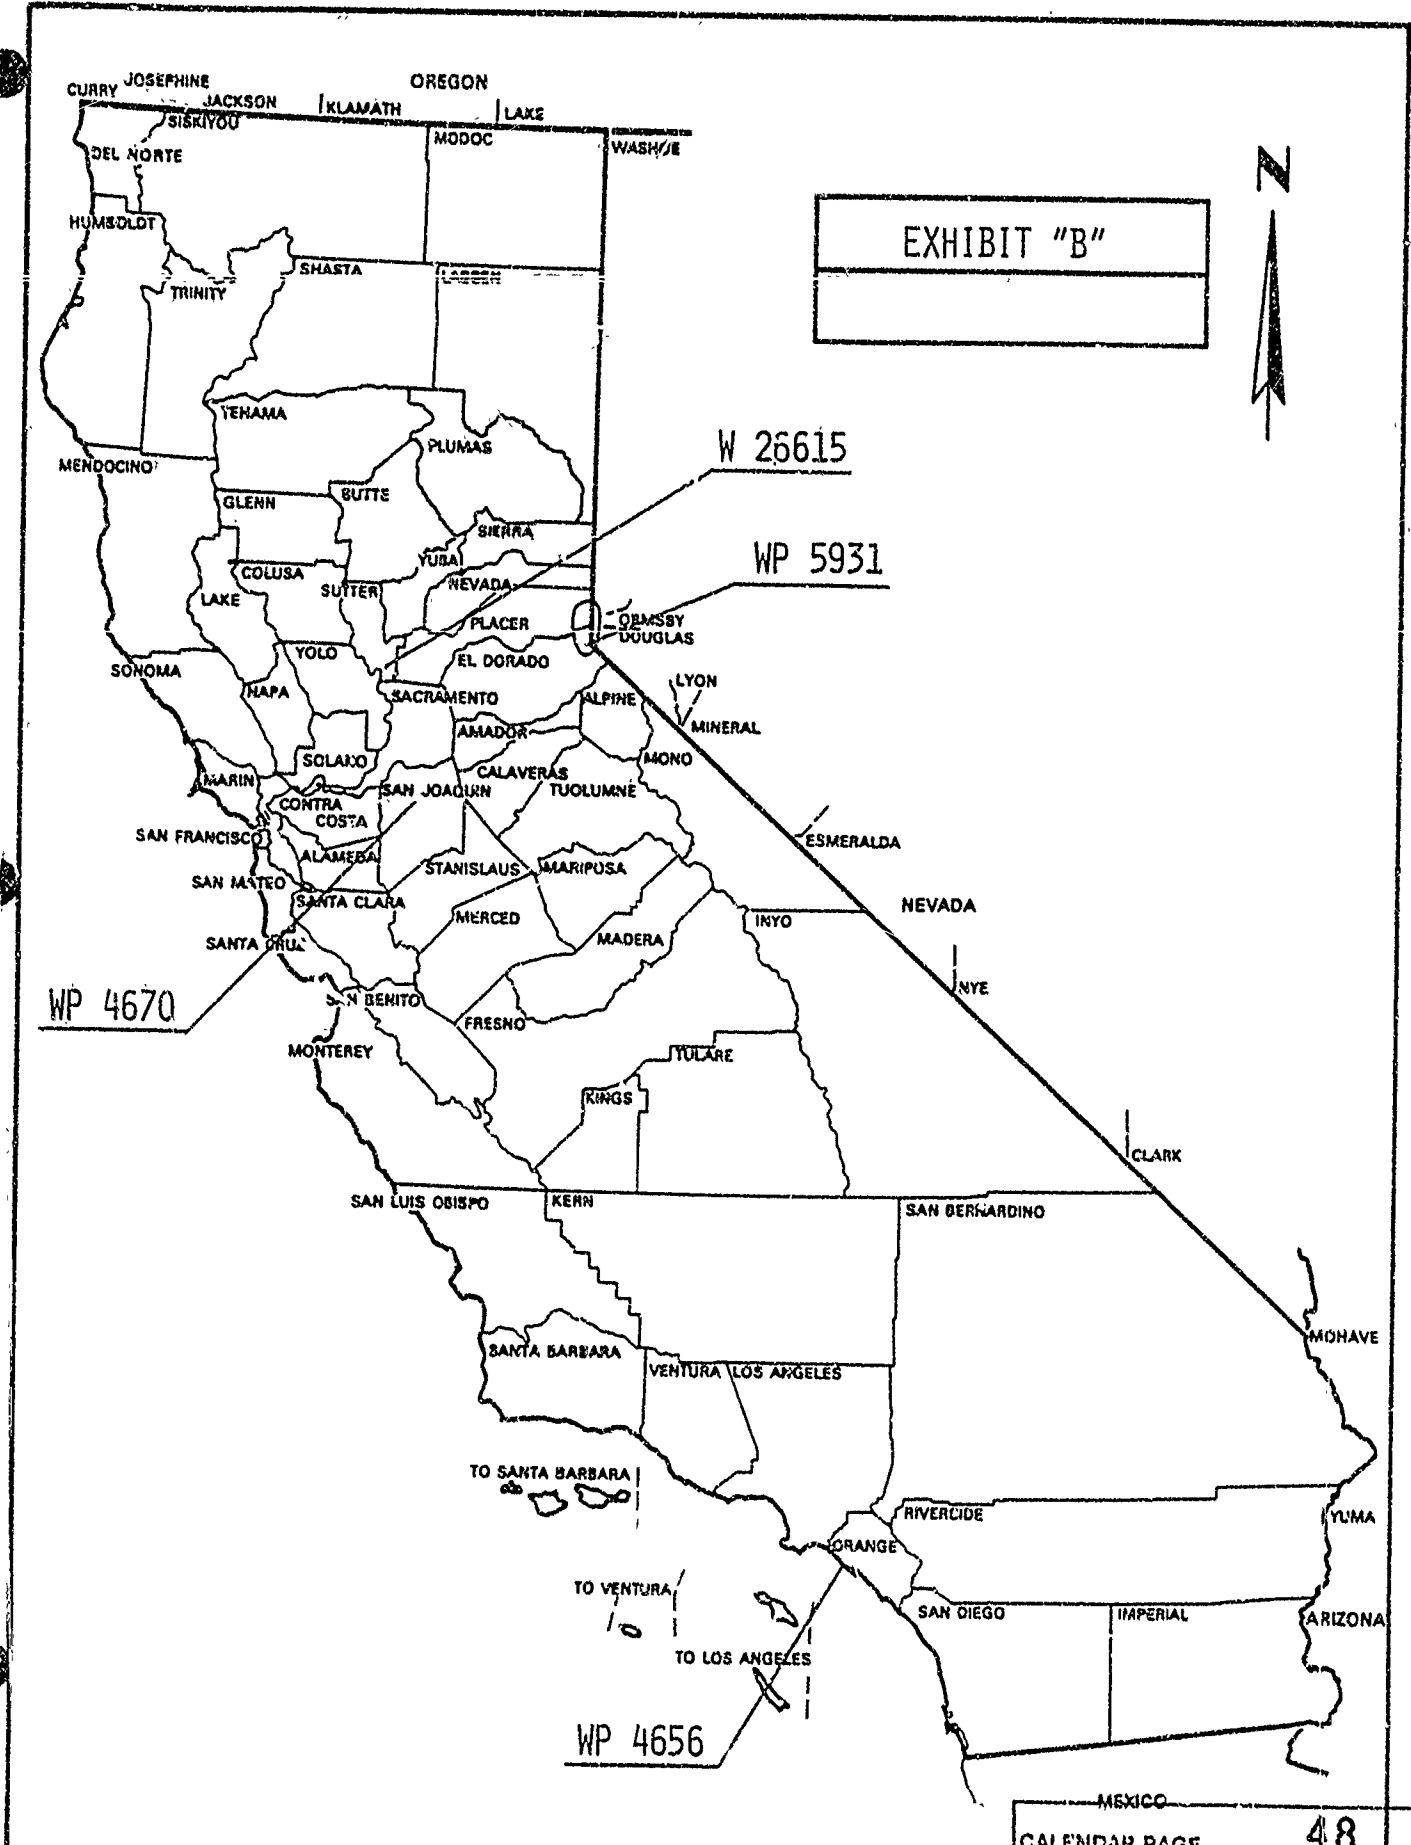 OREGON
CURRY
JOSEPHINE
JACKSON
KLAMATH
LAKE
SISKIYOU
MODOC
WASHOE
DEL NORTE
N
HUMBOLDT
EXHIBIT "B"
SHASTA
LASSEN
TRINITY
TEHAMA
PLUMAS
W 26615
MENDOCINO
GLENN
BUTTE
SIERRA
YUBA
WP 5931
COLUSA
SUTTER
NEVADA
LAKE
PLACER
ORMSBY
DOUGLAS
YOLO
EL DORADO
SONOMA
NAPA
SACRAMENTO
ALPINE
LYON
AMADOR
MINERAL
SOLANO
MONO
MARIN
CALAVERAS
SAN JOAQUIN
TUOLUMNE
CONTRA
COSTA
SAN FRANCISCO
ESMERALDA
ALAMEDA
STANISLAUS
MARIPOSA
SAN MATEO
SANTA CLARA
NEVADA
MERCED
INYO
SANTA CRUZ
MADERA
NYE
WP 4670
SAN BENITO
FRESNO
MONTEREY
TULARE
KINGS
CLARK
SAN LUIS OBISPO
KERN
SAN BERNARDINO
MOHAVE
SANTA BARBARA
VENTURA
LOS ANGELES
TO SANTA BARBARA
RIVERCIDE
YUMA
ORANGE
TO VENTURA
SAN DIEGO
IMPERIAL
ARIZONA
TO LOS ANGELES
WP 4656
MEXICO
CALENDAR PAGE 48